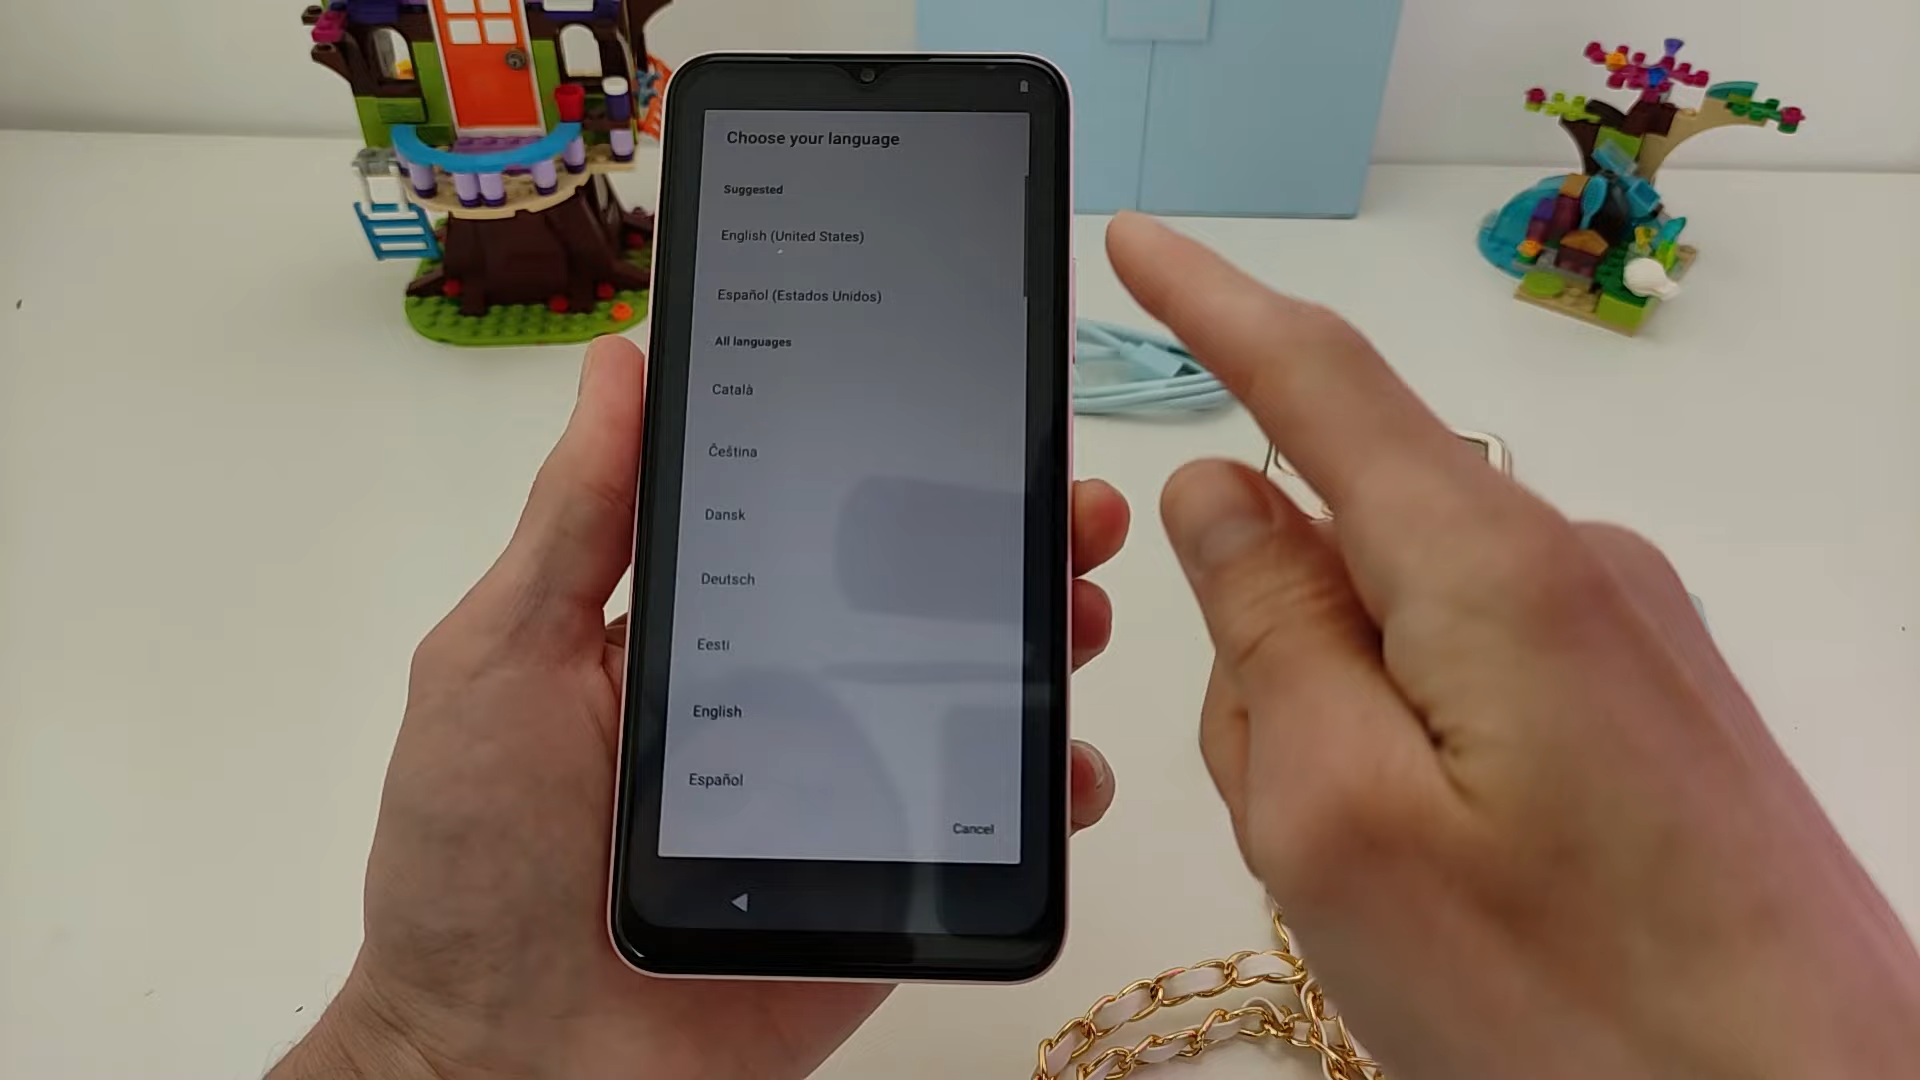 Choose your language
Suggested
English (United States)
Español (Estados Unidos)
All languages
Català
Čeština
Dansk
Deutsch
Eesti
English
Español
Cancel